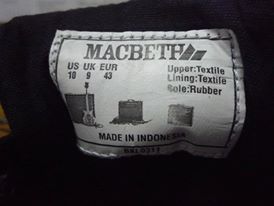 MACBETH
US UK EUR
10 9 43
Upper:Textile
Lining:Textile
Sole:Rubber
MADE IN INDONESIA